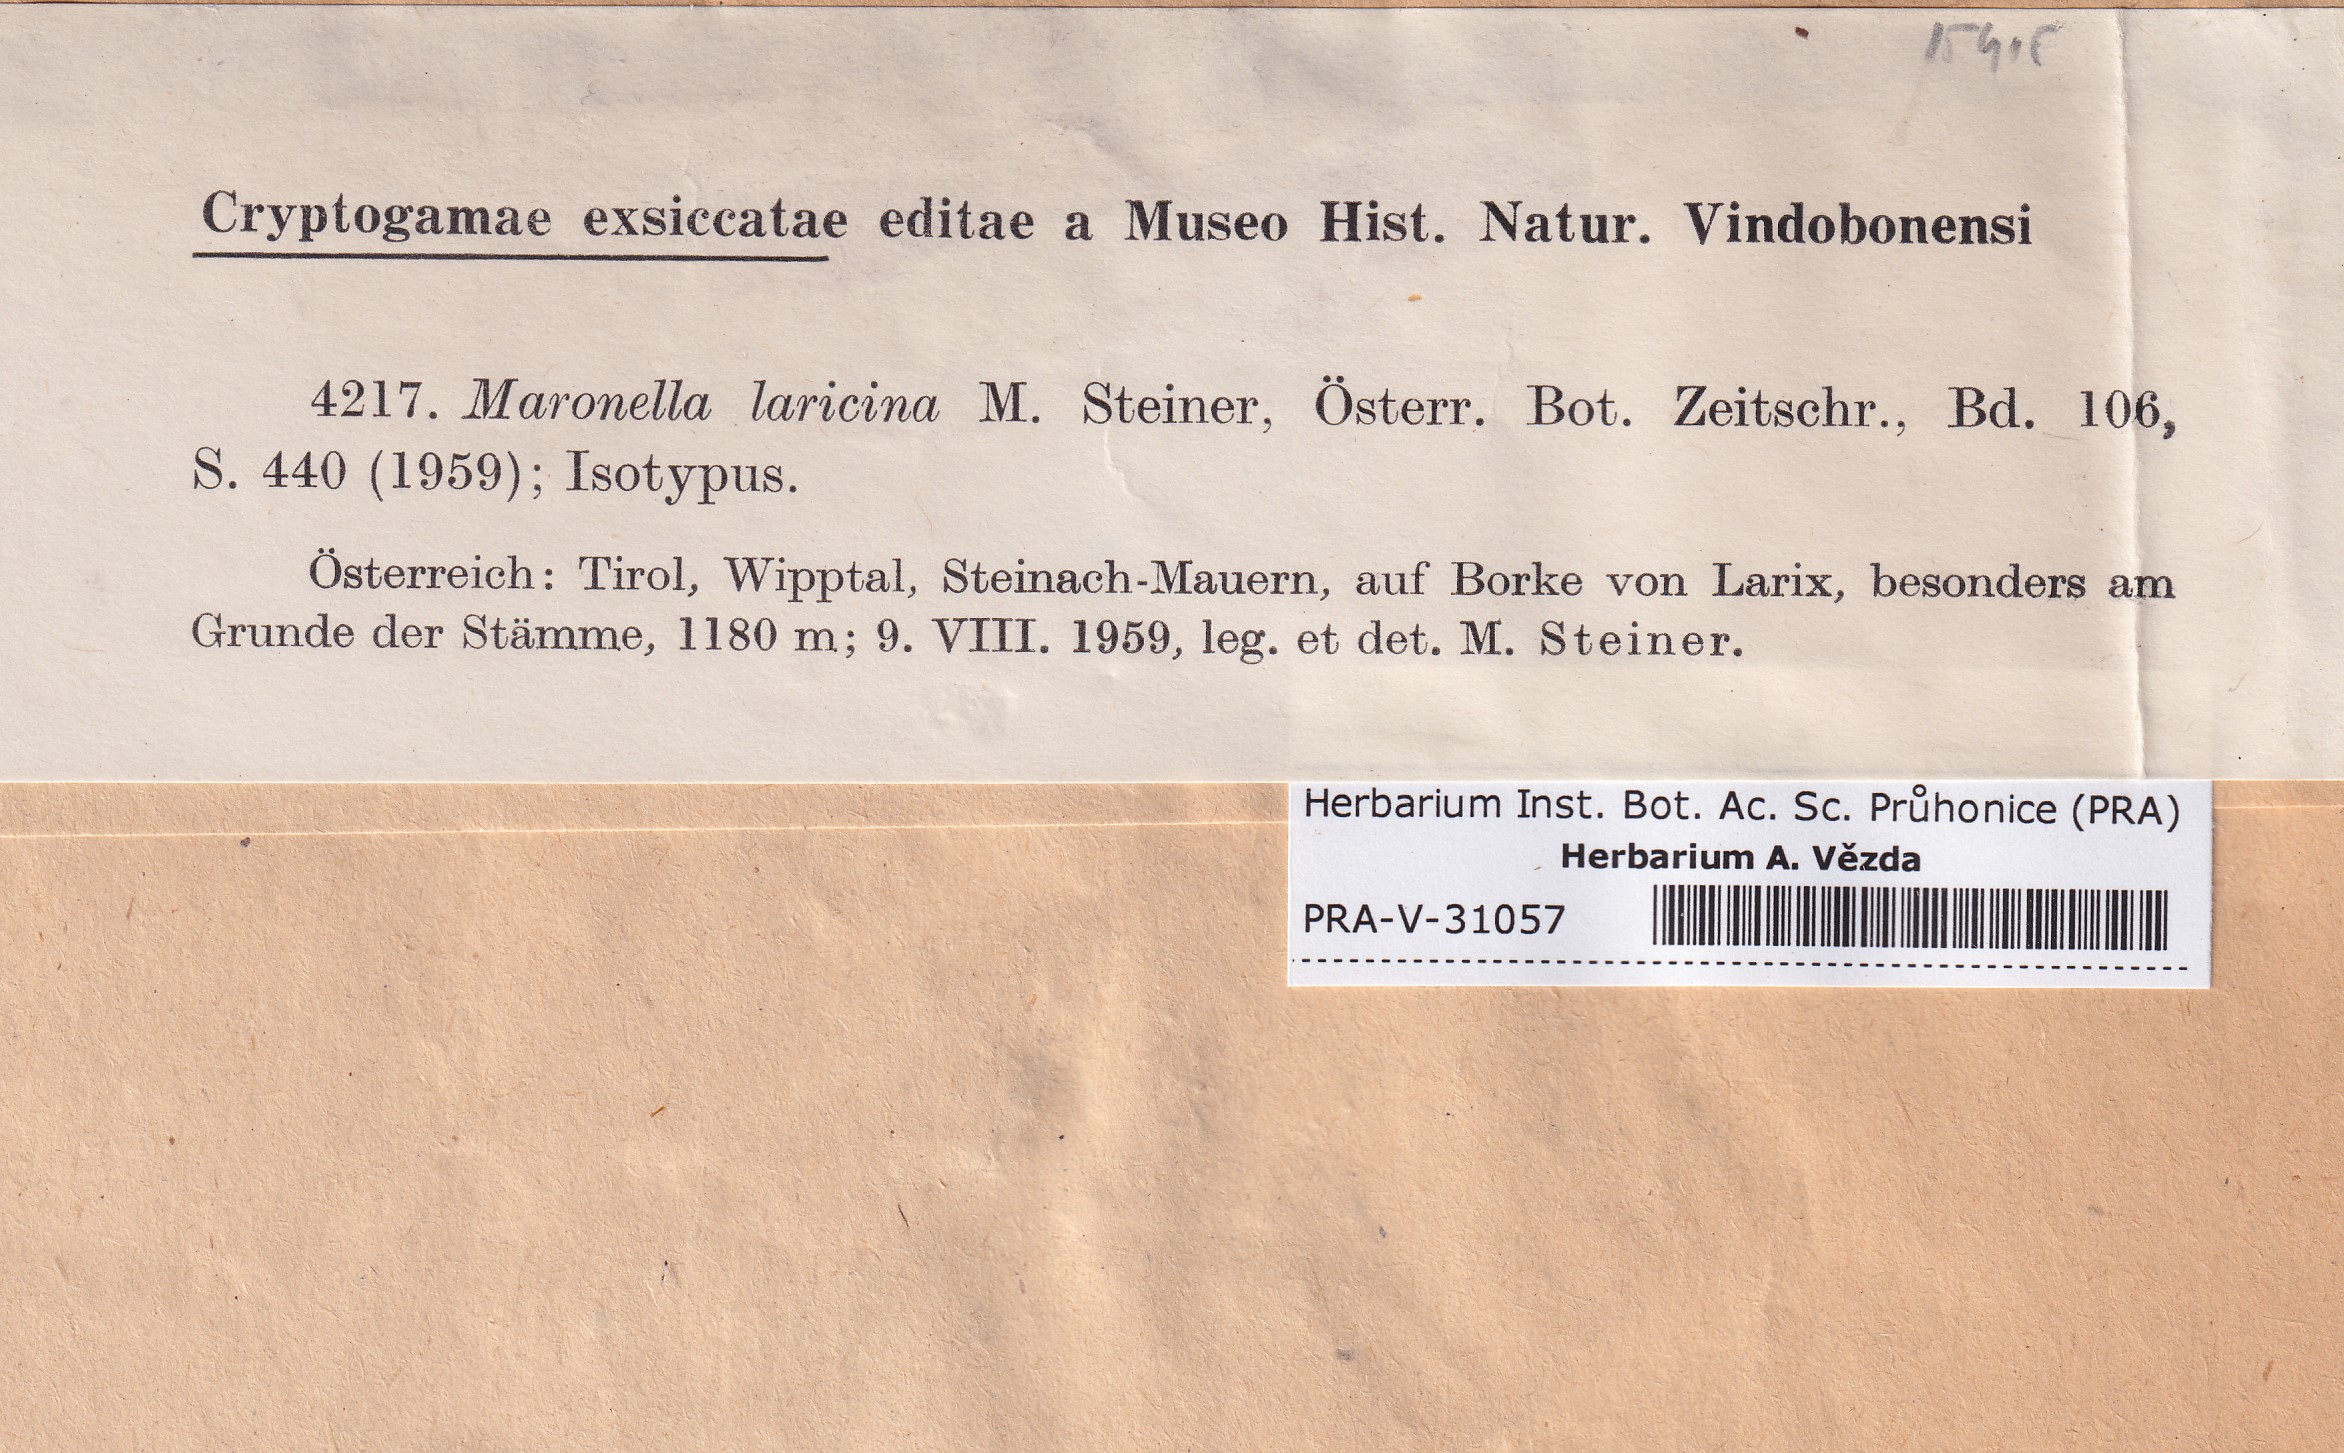 Cryptogamae exsiccatae editae a Museo Hist. Natur. Vindobonensi
4217. Maronella laricina M. Steiner, Österr. Bot. Zeitschr., Bd. 106,
S. 440 (1959); Isotypus.
Österreich: Tirol, Wipptal, Steinach-Mauern, auf Borke von Larix, besonders am
Grunde der Stämme, 1180 m; 9. VIII. 1959, leg. et det. M. Steiner.
Herbarium Inst. Bot. Ac. Sc. Průhonice (PRA)
Herbarium A. Vězda
PRA-V-31057